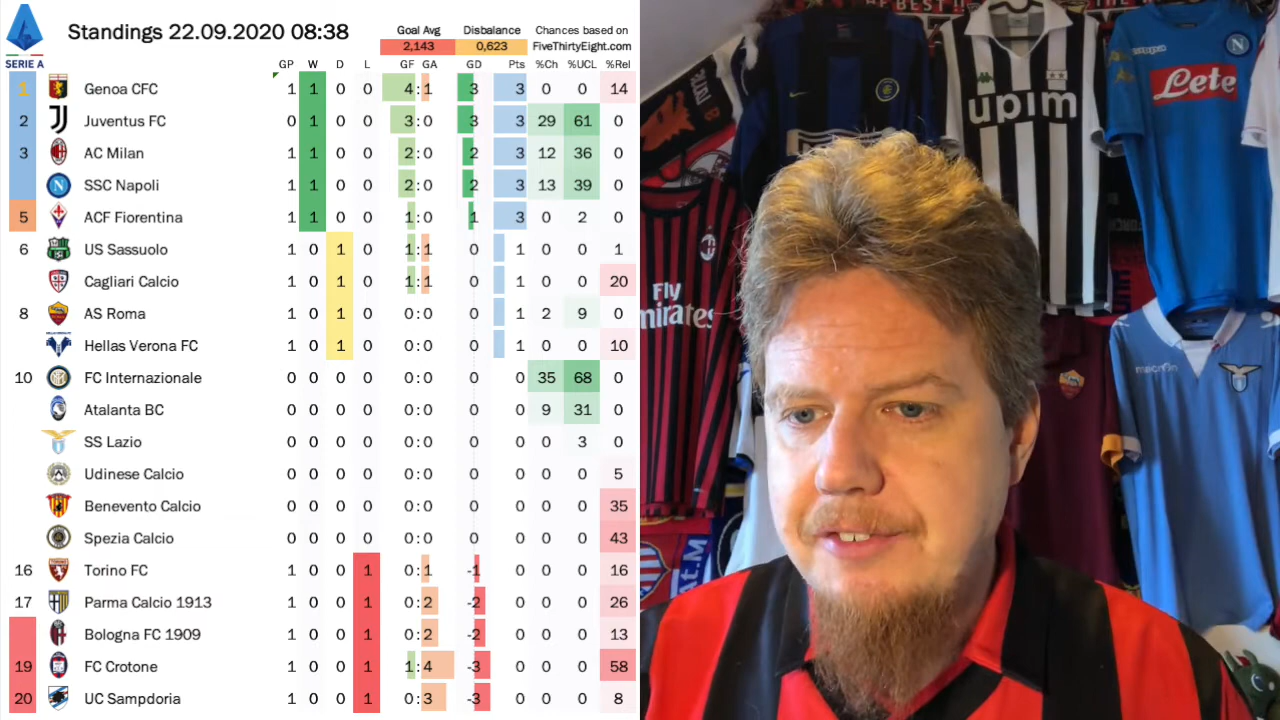 Standings 22.09.2020 08:38
Goal Avg Disbalance Chances based on
2,143 0,623 FiveThirtyEight.com
SERIE A GP W D L GF GA GD Pts %Ch %UCL %Rel
1 Genoa CFC 1 1 0 0 4:1 3 3 0 0 14
2 Juventus FC 0 1 0 0 3:0 3 3 29 61 0
3 AC Milan 1 1 0 0 2:0 2 3 12 36 0
SSC Napoli 1 1 0 0 2:0 2 3 13 39 0
5 ACF Fiorentina 1 1 0 0 1:0 1 3 0 2 0
6 US Sassuolo 1 0 1 0 1:1 0 1 0 0 1
Cagliari Calcio 1 0 1 0 1:1 0 1 0 0 20
8 AS Roma 1 0 1 0 0:0 0 1 2 9 0
Hellas Verona FC 1 0 1 0 0:0 0 1 0 0 10
10 FC Internazionale 0 0 0 0 0:0 0 0 35 68 0
Atalanta BC 0 0 0 0 0:0 0 0 9 31 0
SS Lazio 0 0 0 0 0:0 0 0 0 3 0
Udinese Calcio 0 0 0 0 0:0 0 0 0 0 5
Benevento Calcio 0 0 0 0 0:0 0 0 0 0 35
Spezia Calcio 0 0 0 0 0:0 0 0 0 0 43
16 Torino FC 1 0 0 1 0:1 -1 0 0 0 16
17 Parma Calcio 1913 1 0 0 1 0:2 -2 0 0 0 26
Bologna FC 1909 1 0 0 1 0:2 -2 0 0 0 13
19 FC Crotone 1 0 0 1 1:4 -3 0 0 0 58
20 UC Sampdoria 1 0 0 1 0:3 -3 0 0 0 8
THE BEST !!
upim
Lete
N
Fly
Emirates
macron
at.M